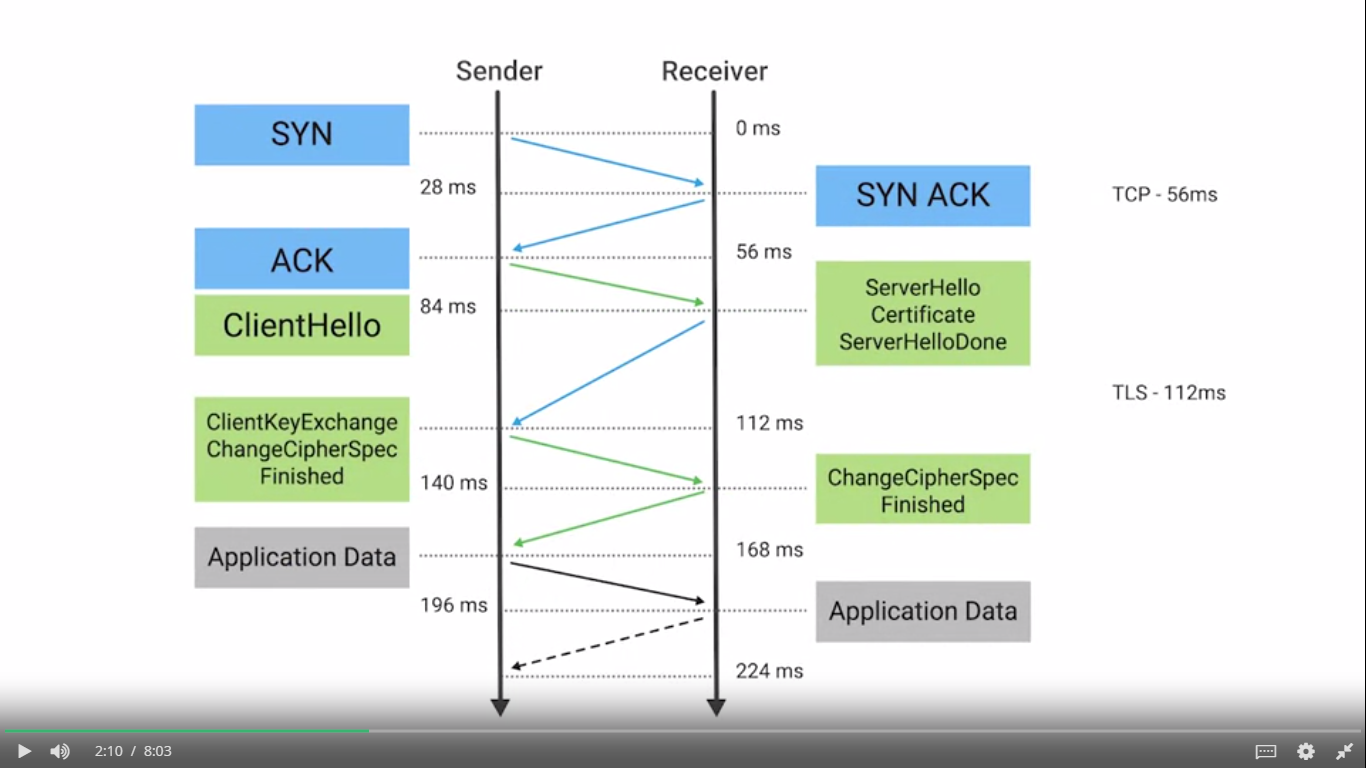 Sender
Receiver
SYN
0 ms
28 ms
SYN ACK
TCP - 56ms
ACK
56 ms
ClientHello
84 ms
ServerHello
Certificate
ServerHelloDone
TLS - 112ms
ClientKeyExchange
ChangeCipherSpec
Finished
112 ms
140 ms
ChangeCipherSpec
Finished
Application Data
168 ms
196 ms
Application Data
224 ms
2:10 / 8:03